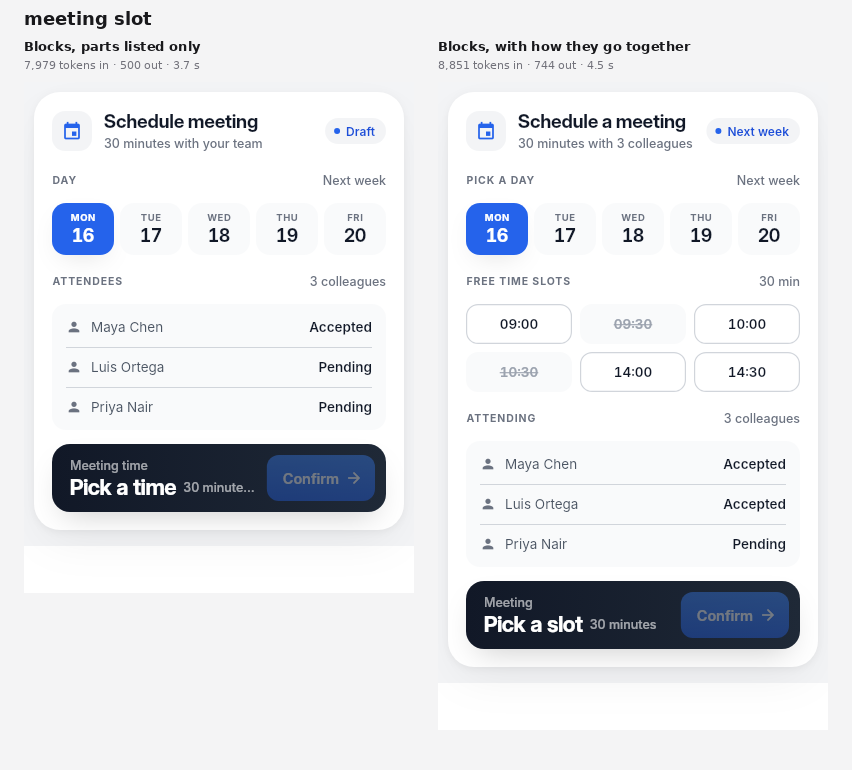 meeting slot
Blocks, parts listed only
7,979 tokens in · 500 out · 3.7 s
Schedule meeting
30 minutes with your team
Draft
DAY
Next week
MON
16
TUE
17
WED
18
THU
19
FRI
20
ATTENDEES
3 colleagues
Maya Chen
Accepted
Luis Ortega
Pending
Priya Nair
Pending
Meeting time
Pick a time 30 minute...
Confirm
Blocks, with how they go together
8,851 tokens in · 744 out · 4.5 s
Schedule a meeting
30 minutes with 3 colleagues
Next week
PICK A DAY
Next week
MON
16
TUE
17
WED
18
THU
19
FRI
20
FREE TIME SLOTS
30 min
09:00
09:30
10:00
10:30
14:00
14:30
ATTENDING
3 colleagues
Maya Chen
Accepted
Luis Ortega
Accepted
Priya Nair
Pending
Meeting
Pick a slot 30 minutes
Confirm